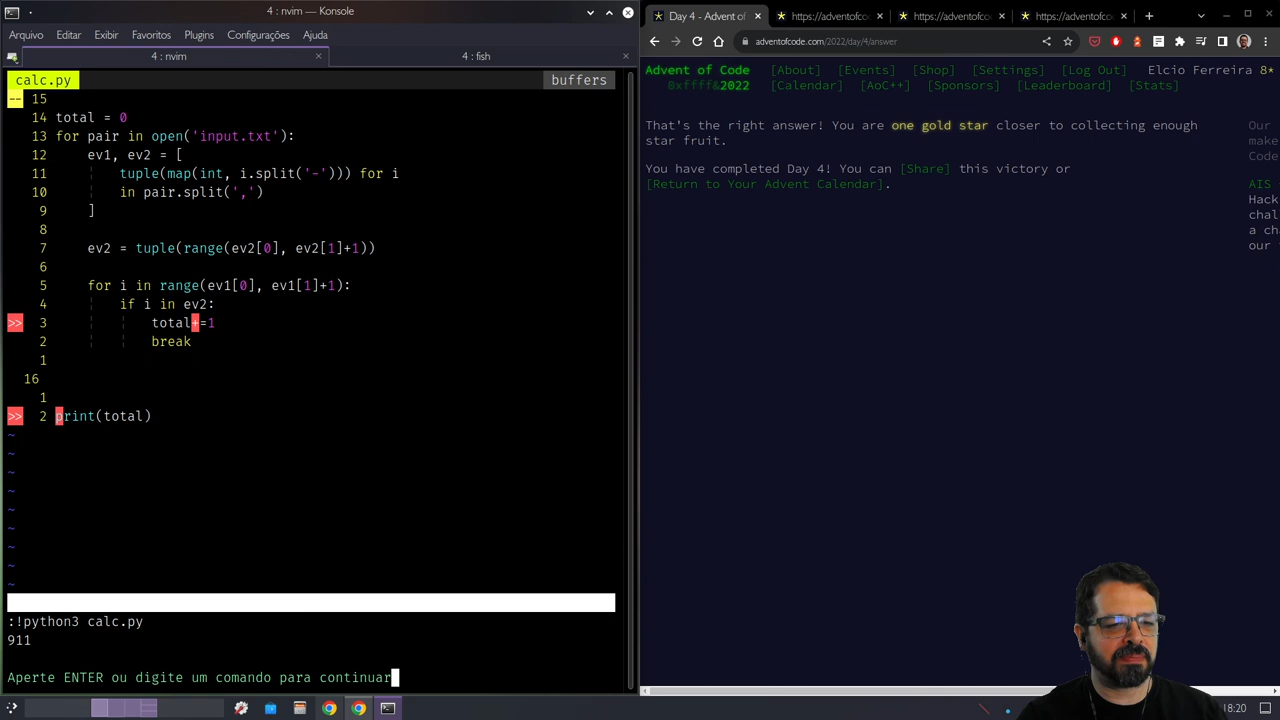 4 : nvim — Konsole
Arquivo Editar Exibir Favoritos Plugins Configurações Ajuda
4 : nvim
4 : fish
calc.py buffers
-- 15
14 total = 0
13 for pair in open('input.txt'):
12 ev1, ev2 = [
11 tuple(map(int, i.split('-'))) for i
10 in pair.split(',')
9 ]
8
7 ev2 = tuple(range(ev2[0], ev2[1]+1))
6
5 for i in range(ev1[0], ev1[1]+1):
4 if i in ev2:
>> 3 total+=1
2 break
1
16
1
>> 2 print(total)
~
~
~
~
~
~
~
~
~
:!python3 calc.py
911
Aperte ENTER ou digite um comando para continuar
Day 4 - Advent of
https://adventofcode.
https://adventofcode.
https://adventofcode.
adventofcode.com/2022/day/4/answer
Advent of Code [About] [Events] [Shop] [Settings] [Log Out] Elcio Ferreira 8*
0xffff&2022 [Calendar] [AoC++] [Sponsors] [Leaderboard] [Stats]
That's the right answer! You are one gold star closer to collecting enough
star fruit.
You have completed Day 4! You can [Share] this victory or
[Return to Your Advent Calendar].
Our
make
Code
AIS
Hack
chal
a cha
our
18:20